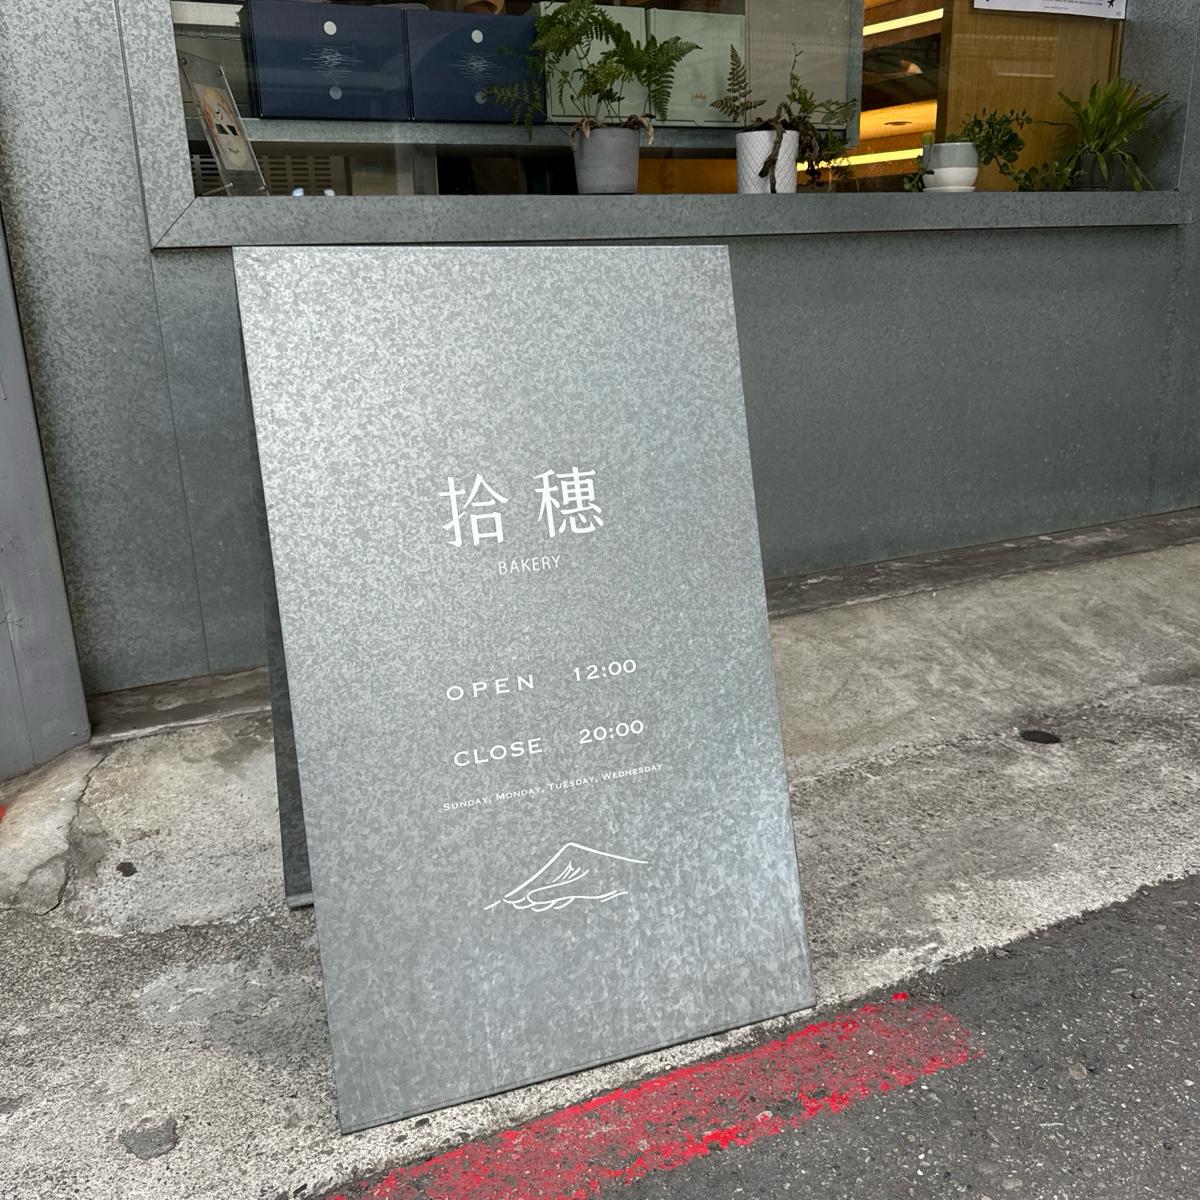 拾穗
BAKERY
OPEN 12:00
CLOSE 20:00
SUNDAY, MONDAY, TUESDAY, WEDNESDAY